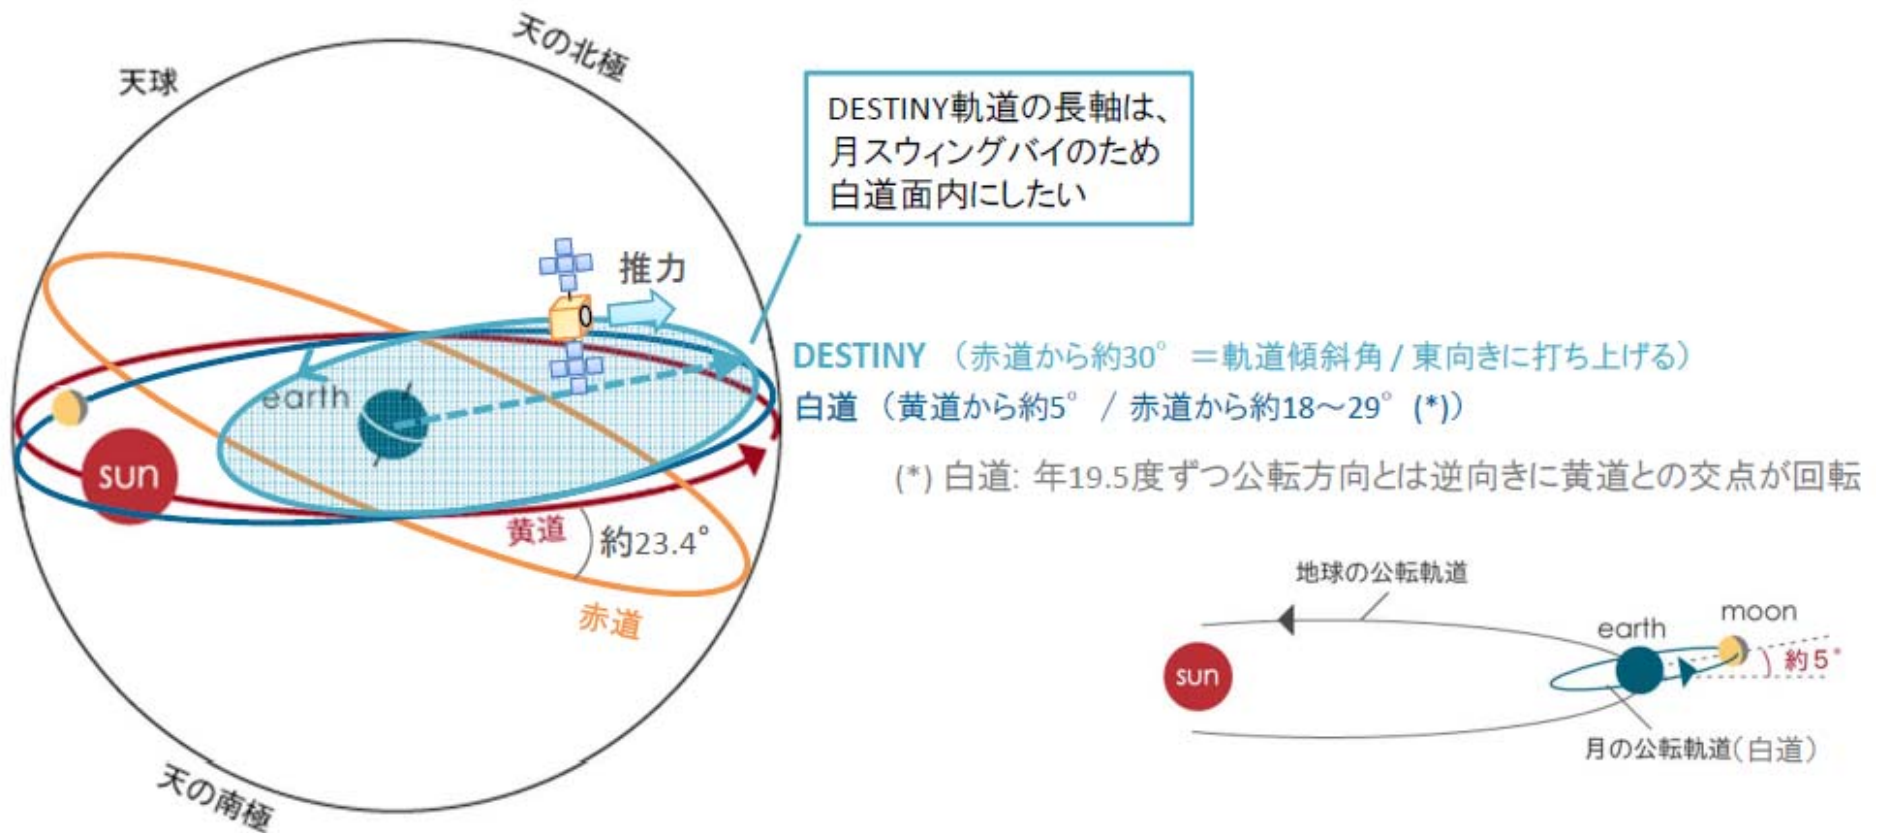 天の北極
天球
DESTINY軌道の長軸は、
月スウィングバイのため
白道面内にしたい
推力
DESTINY （赤道から約30°＝軌道傾斜角 / 東向きに打ち上げる）
earth
白道 （黄道から約5° / 赤道から約18～29° (*)）
sun
(*) 白道: 年19.5度ずつ公転方向とは逆向きに黄道との交点が回転
黄道
約23.4°
赤道
地球の公転軌道
earth
moon
sun
約5°
月の公転軌道（白道）
天の南極